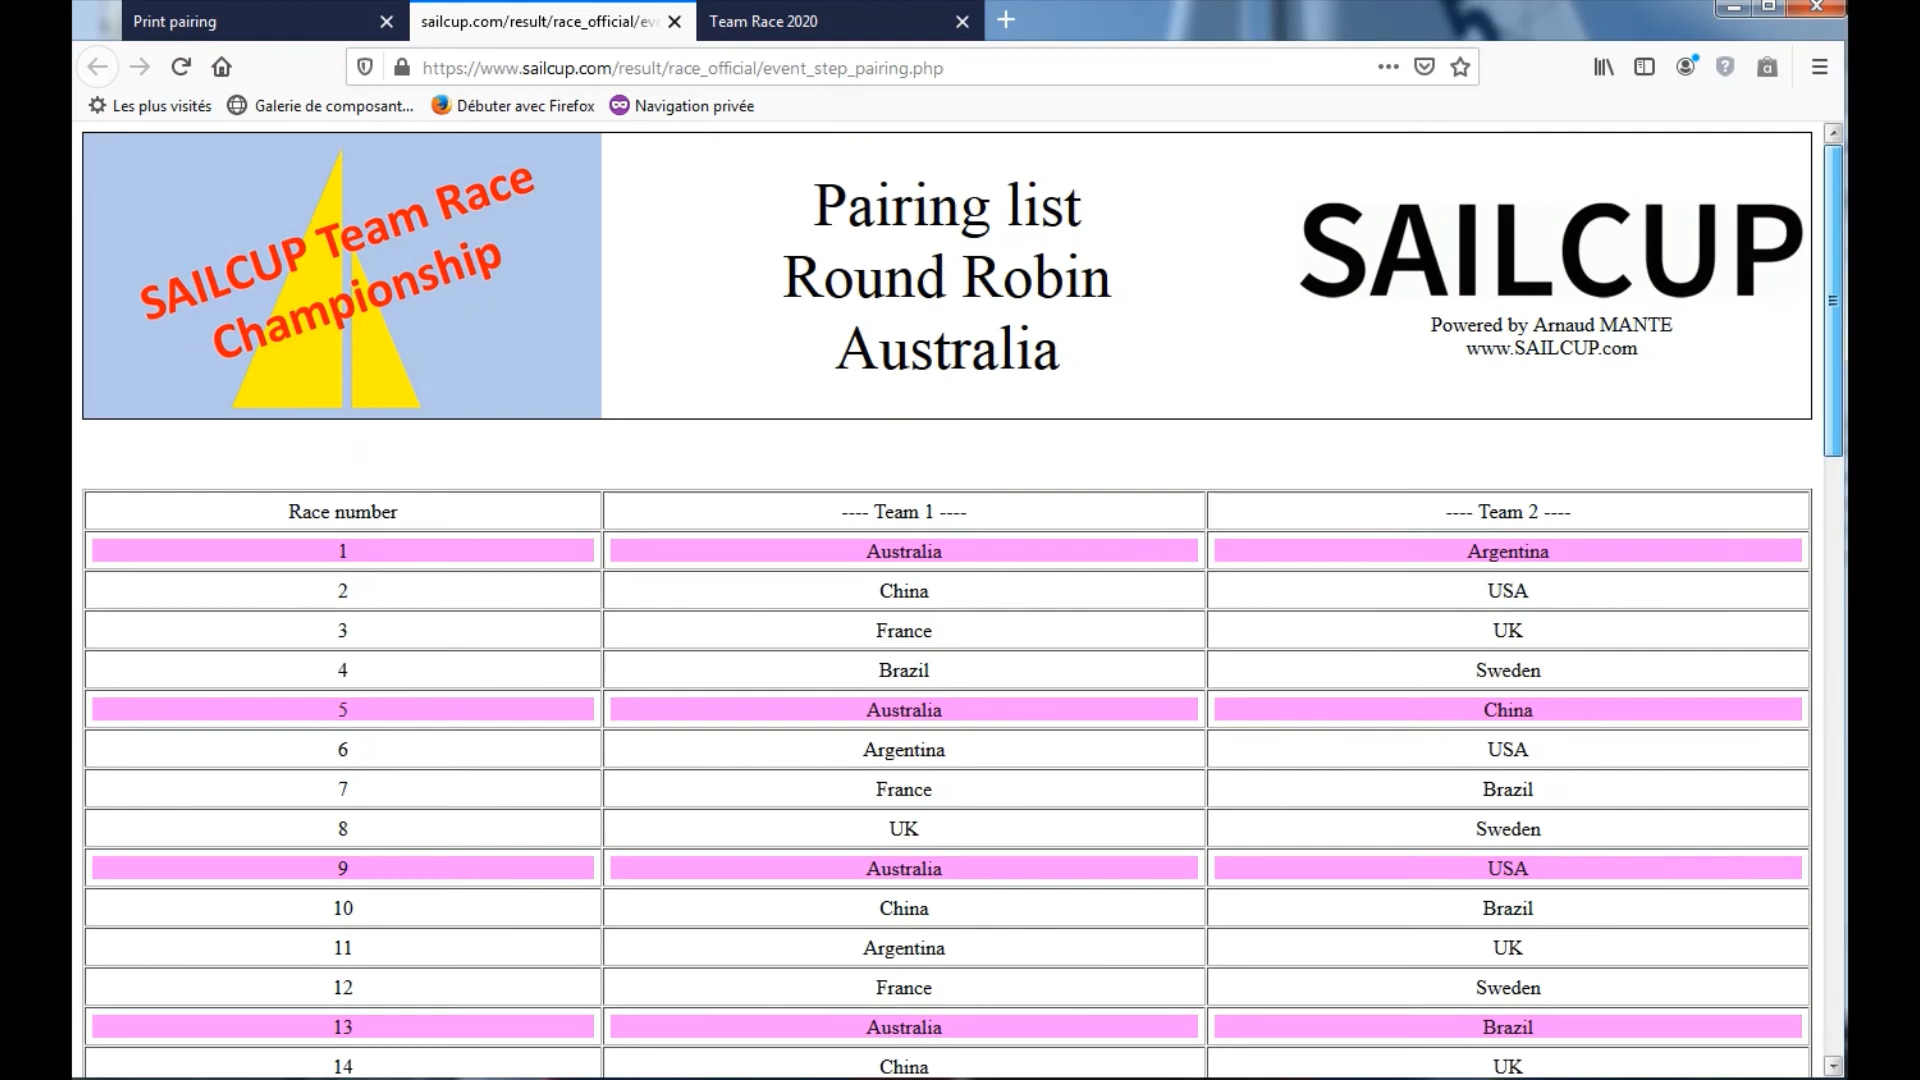 Print pairing
sailcup.com/result/race_official/eve
Team Race 2020
https://www.sailcup.com/result/race_official/event_step_pairing.php
Les plus visités
Galerie de composant...
Débuter avec Firefox
Navigation privée
SAILCUP Team Race
Championship
Pairing list
Round Robin
Australia
SAILCUP
Powered by Arnaud MANTE
www.SAILCUP.com
Race number ---- Team 1 ---- ---- Team 2 ----
1 Australia Argentina
2 China USA
3 France UK
4 Brazil Sweden
5 Australia China
6 Argentina USA
7 France Brazil
8 UK Sweden
9 Australia USA
10 China Brazil
11 Argentina UK
12 France Sweden
13 Australia Brazil
14 China UK